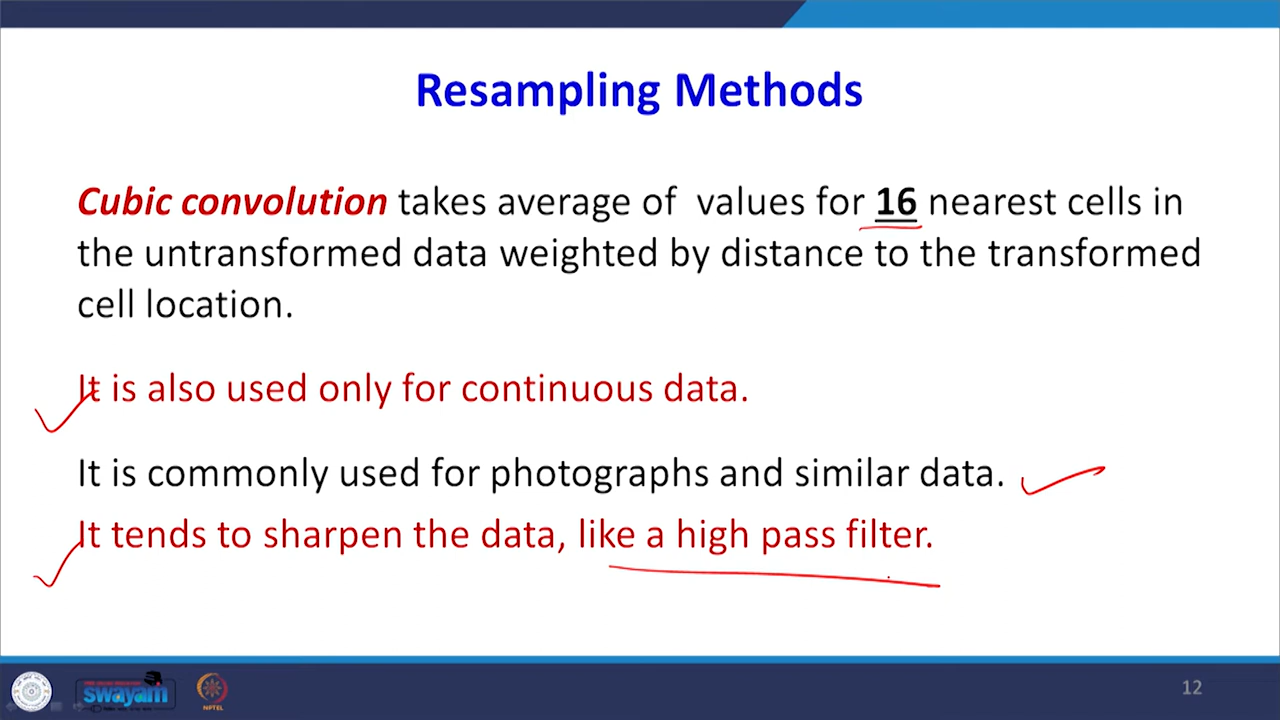 Resampling Methods
Cubic convolution takes average of values for 16 nearest cells in
the untransformed data weighted by distance to the transformed
cell location.
It is also used only for continuous data.
It is commonly used for photographs and similar data.
It tends to sharpen the data, like a high pass filter.
swayam
NPTEL
12